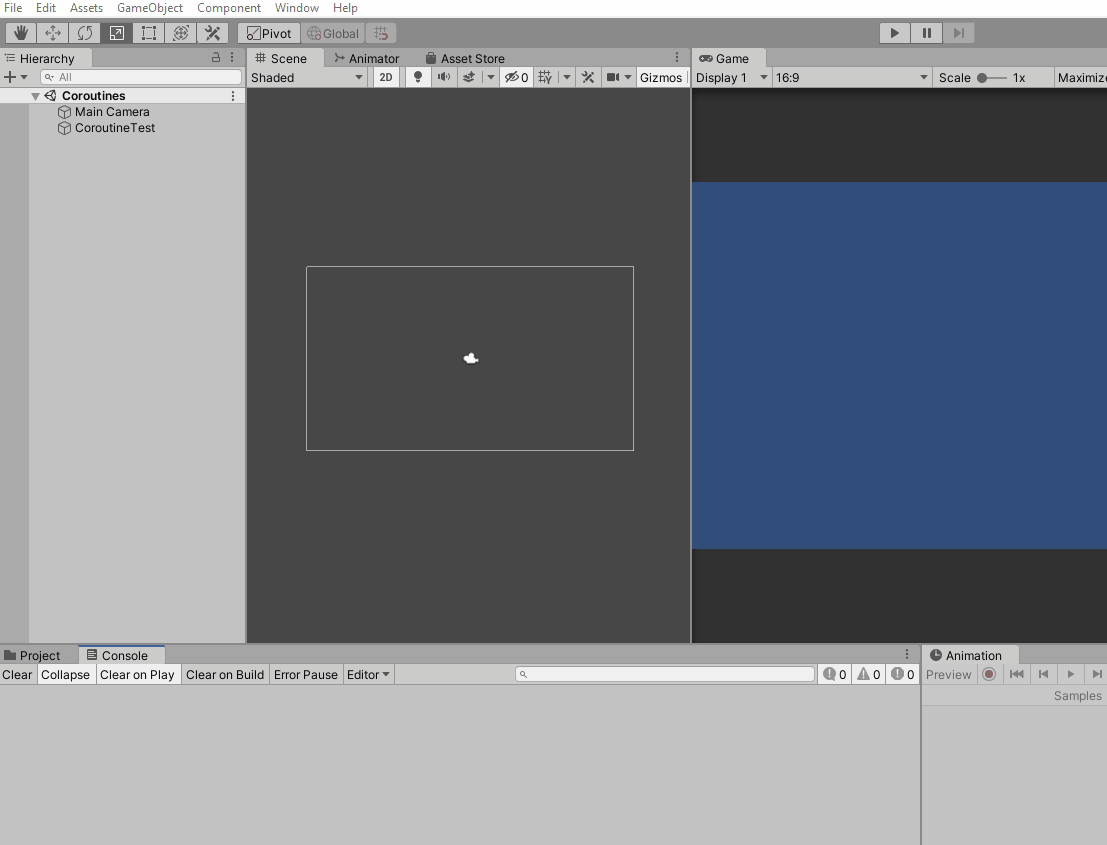 File Edit Assets GameObject Component Window Help
Pivot Global
Hierarchy Scene Animator Asset Store Game
All Shaded 2D 0 Gizmos Display 1 16:9 Scale 1x Maximize
Coroutines
Main Camera
CoroutineTest
Project Console Animation
Clear Collapse Clear on Play Clear on Build Error Pause Editor 0 0 0 Preview
Samples